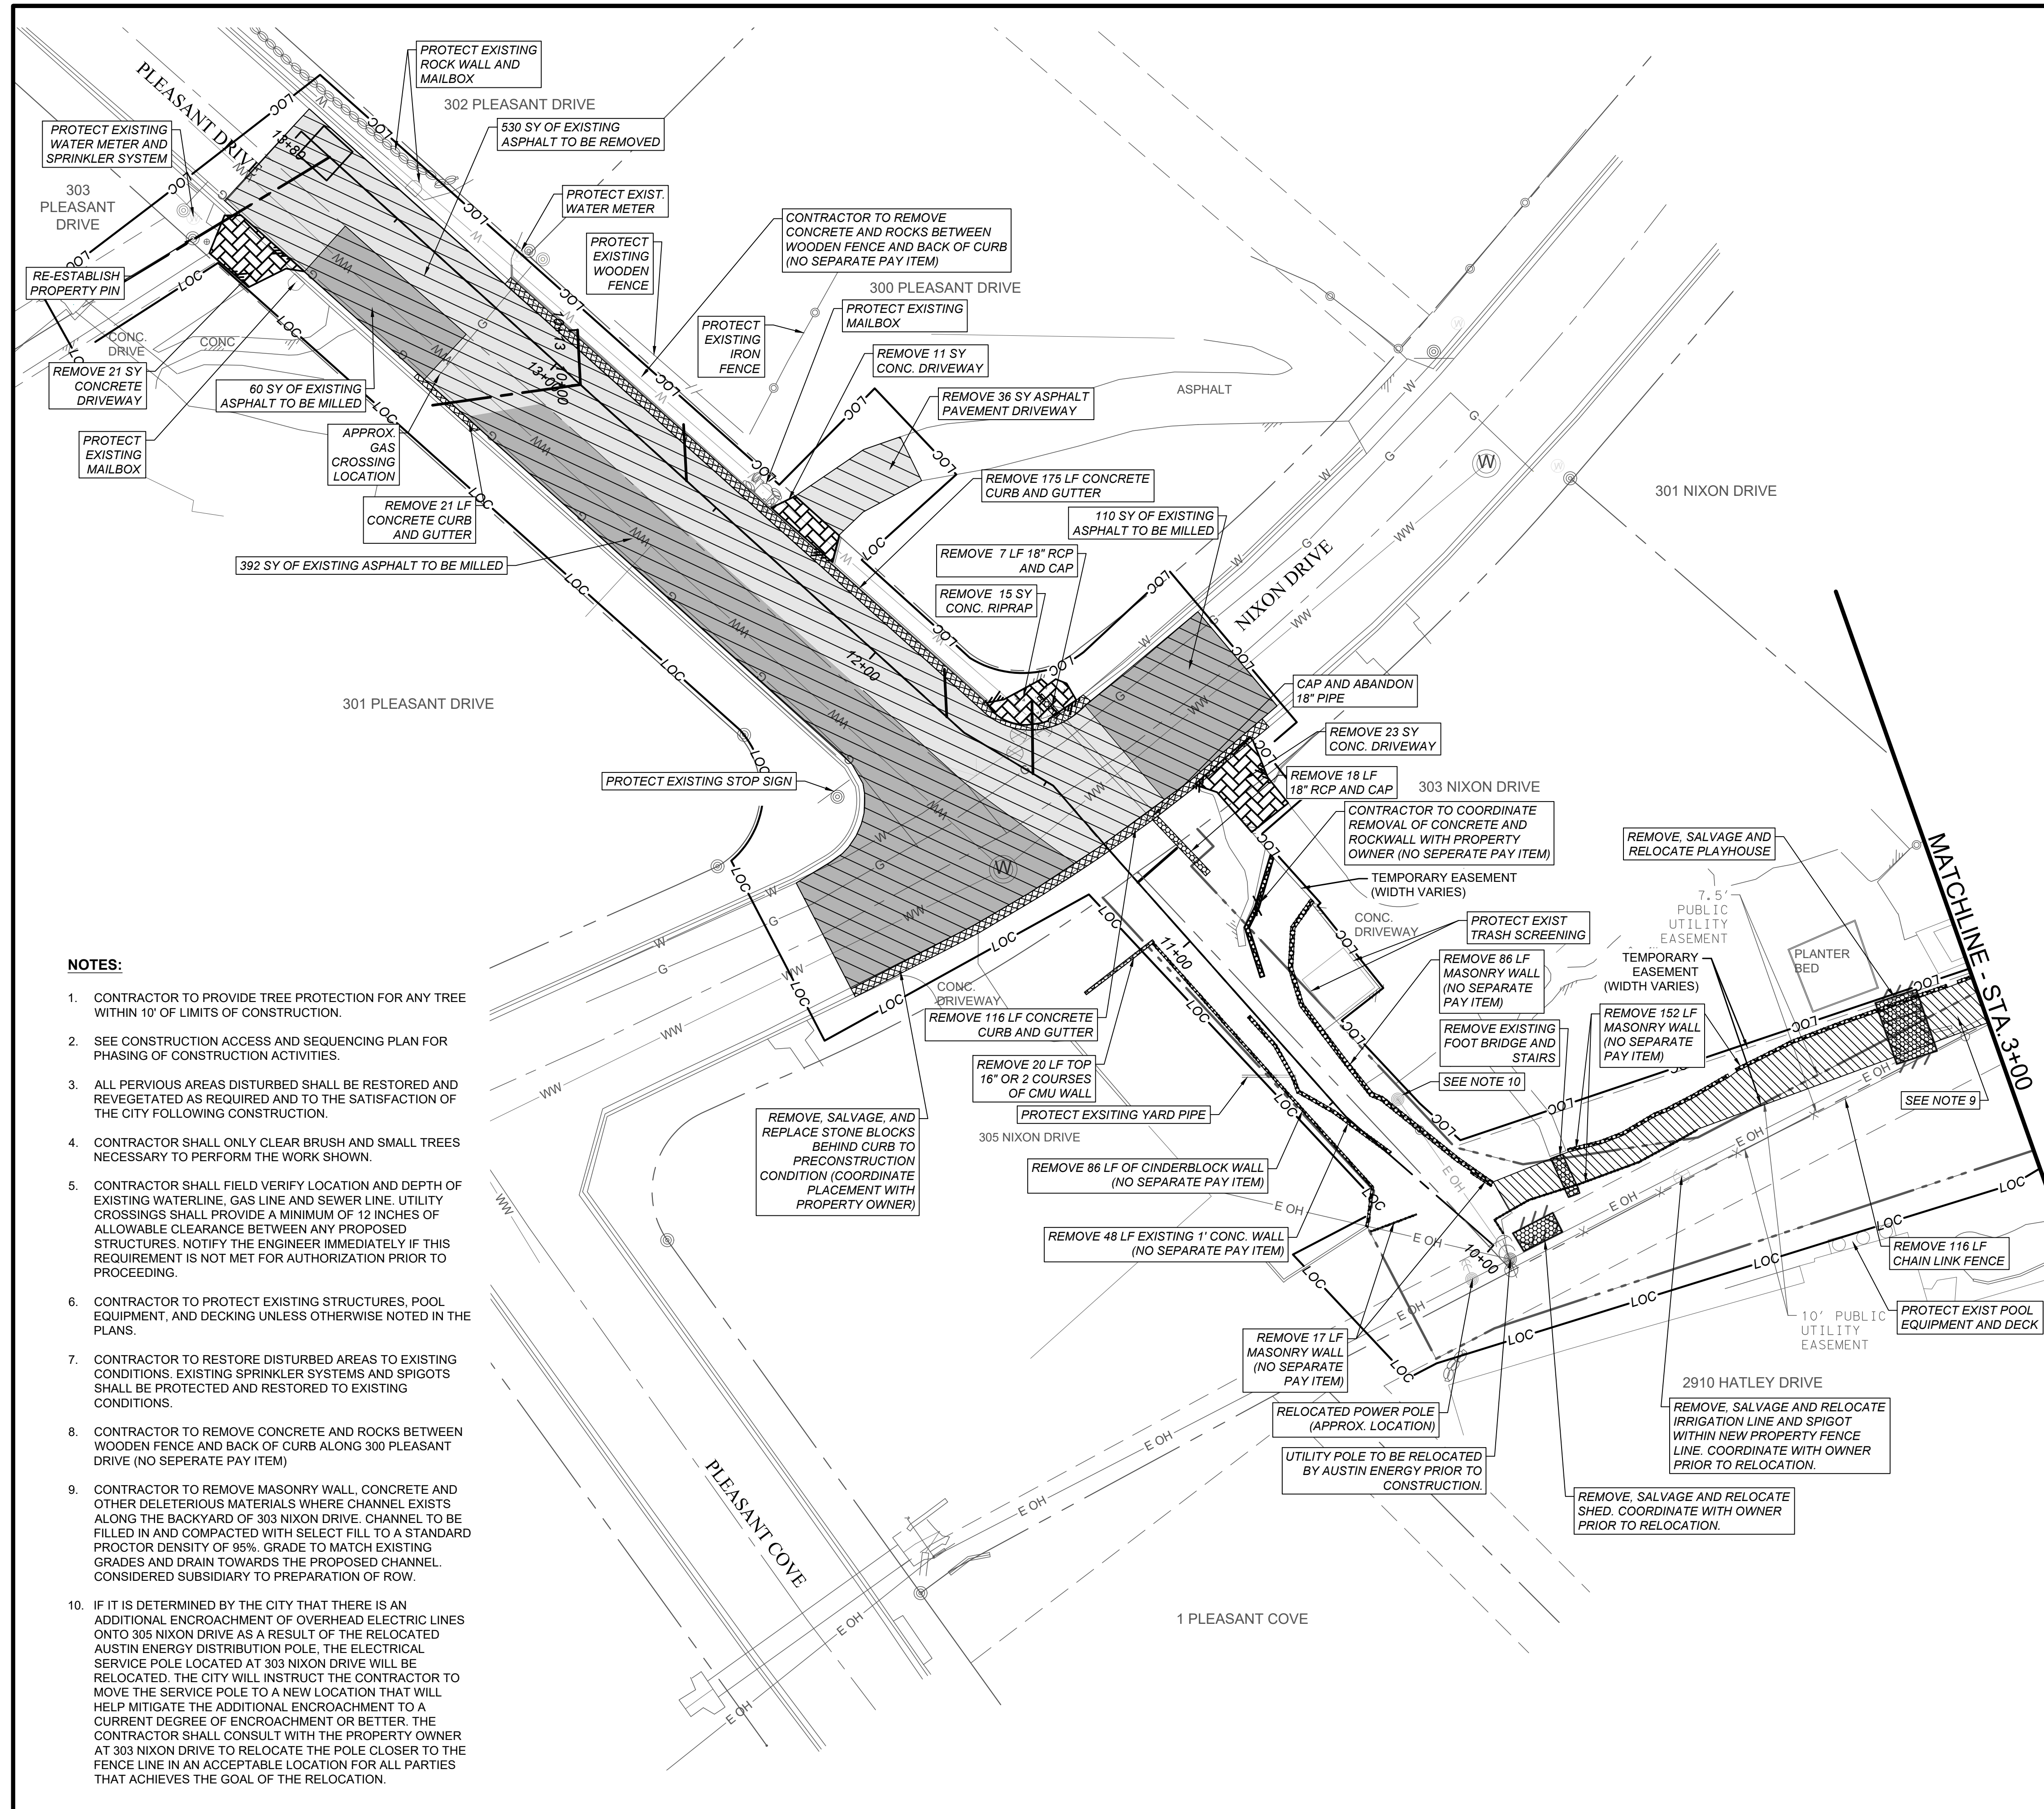 PLEASANT DRIVE
PROTECT EXISTING
ROCK WALL AND
MAILBOX
302 PLEASANT DRIVE
530 SY OF EXISTING
ASPHALT TO BE REMOVED
PROTECT EXISTING
WATER METER AND
SPRINKLER SYSTEM
303
PLEASANT
DRIVE
13+80
PROTECT EXIST.
WATER METER
PROTECT
EXISTING
WOODEN
FENCE
CONTRACTOR TO REMOVE
CONCRETE AND ROCKS BETWEEN
WOODEN FENCE AND BACK OF CURB
(NO SEPARATE PAY ITEM)
RE-ESTABLISH
PROPERTY PIN
300 PLEASANT DRIVE
PROTECT EXISTING
MAILBOX
PROTECT
EXISTING
IRON
FENCE
CONC.
DRIVE
CONC
REMOVE 21 SY
CONCRETE
DRIVEWAY
60 SY OF EXISTING
ASPHALT TO BE MILLED
13+00
REMOVE 11 SY
CONC. DRIVEWAY
REMOVE 36 SY ASPHALT
PAVEMENT DRIVEWAY
ASPHALT
PROTECT
EXISTING
MAILBOX
APPROX.
GAS
CROSSING
LOCATION
REMOVE 175 LF CONCRETE
CURB AND GUTTER
REMOVE 21 LF
CONCRETE CURB
AND GUTTER
110 SY OF EXISTING
ASPHALT TO BE MILLED
301 NIXON DRIVE
392 SY OF EXISTING ASPHALT TO BE MILLED
REMOVE 7 LF 18" RCP
AND CAP
NIXON DRIVE
REMOVE 15 SY
CONC. RIPRAP
12+00
301 PLEASANT DRIVE
CAP AND ABANDON
18" PIPE
REMOVE 23 SY
CONC. DRIVEWAY
PROTECT EXISTING STOP SIGN
REMOVE 18 LF
18" RCP AND CAP
303 NIXON DRIVE
CONTRACTOR TO COORDINATE
REMOVAL OF CONCRETE AND
ROCKWALL WITH PROPERTY
OWNER (NO SEPERATE PAY ITEM)
REMOVE, SALVAGE AND
RELOCATE PLAYHOUSE
MATCHLINE - STA. 3+00
TEMPORARY EASEMENT
(WIDTH VARIES)
7.5'
PUBLIC
UTILITY
EASEMENT
CONC.
DRIVEWAY
PROTECT EXIST
TRASH SCREENING
11+00
REMOVE 86 LF
MASONRY WALL
(NO SEPARATE
PAY ITEM)
TEMPORARY
EASEMENT
(WIDTH VARIES)
PLANTER
BED
CONC.
DRIVEWAY
REMOVE 116 LF CONCRETE
CURB AND GUTTER
REMOVE EXISTING
FOOT BRIDGE AND
STAIRS
REMOVE 152 LF
MASONRY WALL
(NO SEPARATE
PAY ITEM)
REMOVE 20 LF TOP
16" OR 2 COURSES
OF CMU WALL
SEE NOTE 10
SEE NOTE 9
PROTECT EXSITING YARD PIPE
305 NIXON DRIVE
REMOVE, SALVAGE, AND
REPLACE STONE BLOCKS
BEHIND CURB TO
PRECONSTRUCTION
CONDITION (COORDINATE
PLACEMENT WITH
PROPERTY OWNER)
REMOVE 86 LF OF CINDERBLOCK WALL
(NO SEPARATE PAY ITEM)
REMOVE 48 LF EXISTING 1' CONC. WALL
(NO SEPARATE PAY ITEM)
10+00
REMOVE 116 LF
CHAIN LINK FENCE
PROTECT EXIST POOL
EQUIPMENT AND DECK
10' PUBLIC
UTILITY
EASEMENT
REMOVE 17 LF
MASONRY WALL
(NO SEPARATE
PAY ITEM)
2910 HATLEY DRIVE
RELOCATED POWER POLE
(APPROX. LOCATION)
REMOVE, SALVAGE AND RELOCATE
IRRIGATION LINE AND SPIGOT
WITHIN NEW PROPERTY FENCE
LINE. COORDINATE WITH OWNER
PRIOR TO RELOCATION.
UTILITY POLE TO BE RELOCATED
BY AUSTIN ENERGY PRIOR TO
CONSTRUCTION.
REMOVE, SALVAGE AND RELOCATE
SHED. COORDINATE WITH OWNER
PRIOR TO RELOCATION.
PLEASANT COVE
1 PLEASANT COVE
NOTES:
1. CONTRACTOR TO PROVIDE TREE PROTECTION FOR ANY TREE
WITHIN 10' OF LIMITS OF CONSTRUCTION.
2. SEE CONSTRUCTION ACCESS AND SEQUENCING PLAN FOR
PHASING OF CONSTRUCTION ACTIVITIES.
3. ALL PERVIOUS AREAS DISTURBED SHALL BE RESTORED AND
REVEGETATED AS REQUIRED AND TO THE SATISFACTION OF
THE CITY FOLLOWING CONSTRUCTION.
4. CONTRACTOR SHALL ONLY CLEAR BRUSH AND SMALL TREES
NECESSARY TO PERFORM THE WORK SHOWN.
5. CONTRACTOR SHALL FIELD VERIFY LOCATION AND DEPTH OF
EXISTING WATERLINE, GAS LINE AND SEWER LINE. UTILITY
CROSSINGS SHALL PROVIDE A MINIMUM OF 12 INCHES OF
ALLOWABLE CLEARANCE BETWEEN ANY PROPOSED
STRUCTURES. NOTIFY THE ENGINEER IMMEDIATELY IF THIS
REQUIREMENT IS NOT MET FOR AUTHORIZATION PRIOR TO
PROCEEDING.
6. CONTRACTOR TO PROTECT EXISTING STRUCTURES, POOL
EQUIPMENT, AND DECKING UNLESS OTHERWISE NOTED IN THE
PLANS.
7. CONTRACTOR TO RESTORE DISTURBED AREAS TO EXISTING
CONDITIONS. EXISTING SPRINKLER SYSTEMS AND SPIGOTS
SHALL BE PROTECTED AND RESTORED TO EXISTING
CONDITIONS.
8. CONTRACTOR TO REMOVE CONCRETE AND ROCKS BETWEEN
WOODEN FENCE AND BACK OF CURB ALONG 300 PLEASANT
DRIVE (NO SEPERATE PAY ITEM)
9. CONTRACTOR TO REMOVE MASONRY WALL, CONCRETE AND
OTHER DELETERIOUS MATERIALS WHERE CHANNEL EXISTS
ALONG THE BACKYARD OF 303 NIXON DRIVE. CHANNEL TO BE
FILLED IN AND COMPACTED WITH SELECT FILL TO A STANDARD
PROCTOR DENSITY OF 95%. GRADE TO MATCH EXISTING
GRADES AND DRAIN TOWARDS THE PROPOSED CHANNEL.
CONSIDERED SUBSIDIARY TO PREPARATION OF ROW.
10. IF IT IS DETERMINED BY THE CITY THAT THERE IS AN
ADDITIONAL ENCROACHMENT OF OVERHEAD ELECTRIC LINES
ONTO 305 NIXON DRIVE AS A RESULT OF THE RELOCATED
AUSTIN ENERGY DISTRIBUTION POLE, THE ELECTRICAL
SERVICE POLE LOCATED AT 303 NIXON DRIVE WILL BE
RELOCATED. THE CITY WILL INSTRUCT THE CONTRACTOR TO
MOVE THE SERVICE POLE TO A NEW LOCATION THAT WILL
HELP MITIGATE THE ADDITIONAL ENCROACHMENT TO A
CURRENT DEGREE OF ENCROACHMENT OR BETTER. THE
CONTRACTOR SHALL CONSULT WITH THE PROPERTY OWNER
AT 303 NIXON DRIVE TO RELOCATE THE POLE CLOSER TO THE
FENCE LINE IN AN ACCEPTABLE LOCATION FOR ALL PARTIES
THAT ACHIEVES THE GOAL OF THE RELOCATION.